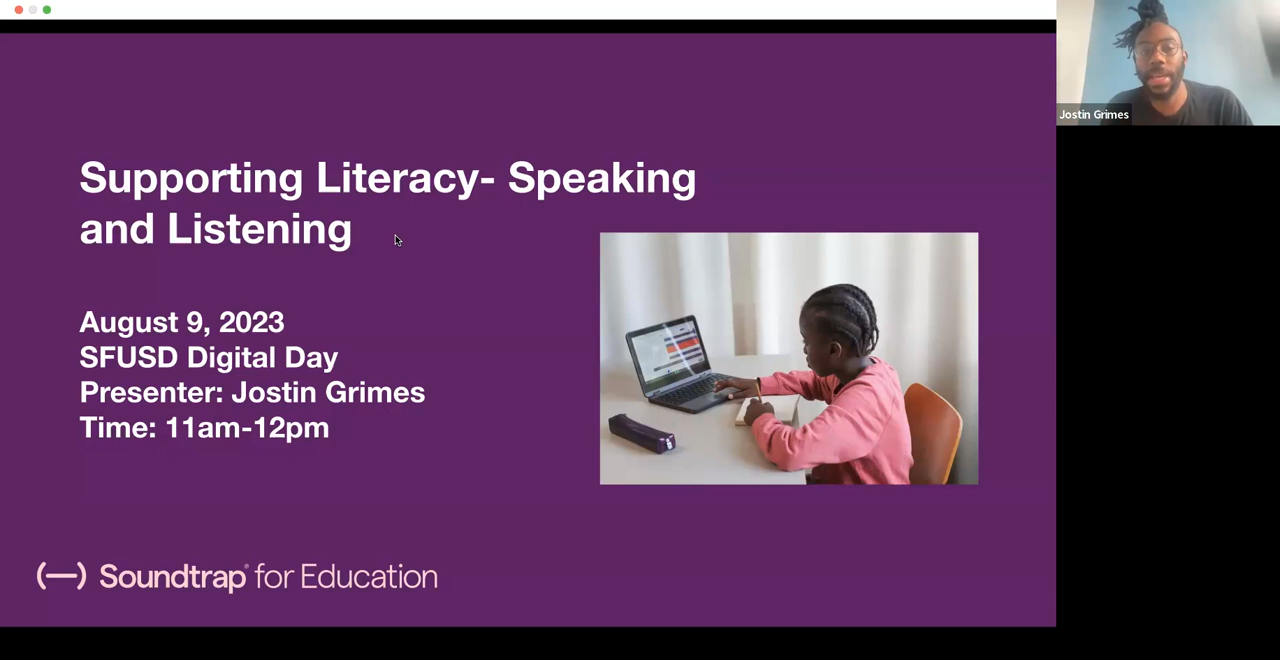 Supporting Literacy- Speaking
and Listening
August 9, 2023
SFUSD Digital Day
Presenter: Jostin Grimes
Time: 11am-12pm
(—) Soundtrap® for Education
Jostin Grimes